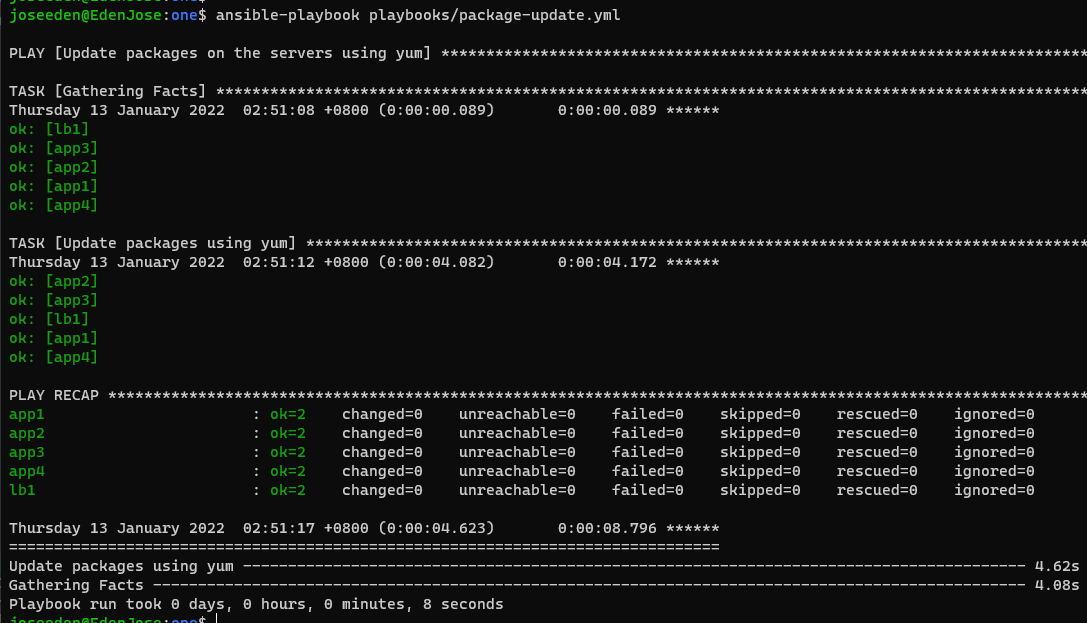 joseeden@EdenJose:one$
joseeden@EdenJose:one$ ansible-playbook playbooks/package-update.yml
PLAY [Update packages on the servers using yum] ************************************************************************
TASK [Gathering Facts] *************************************************************************************************
Thursday 13 January 2022  02:51:08 +0800 (0:00:00.089)       0:00:00.089 ******
ok: [lb1]
ok: [app3]
ok: [app2]
ok: [app1]
ok: [app4]
TASK [Update packages using yum] ***************************************************************************************
Thursday 13 January 2022  02:51:12 +0800 (0:00:04.082)       0:00:04.172 ******
ok: [app2]
ok: [app3]
ok: [lb1]
ok: [app1]
ok: [app4]
PLAY RECAP *************************************************************************************************************
app1                       : ok=2    changed=0    unreachable=0    failed=0    skipped=0    rescued=0    ignored=0
app2                       : ok=2    changed=0    unreachable=0    failed=0    skipped=0    rescued=0    ignored=0
app3                       : ok=2    changed=0    unreachable=0    failed=0    skipped=0    rescued=0    ignored=0
app4                       : ok=2    changed=0    unreachable=0    failed=0    skipped=0    rescued=0    ignored=0
lb1                        : ok=2    changed=0    unreachable=0    failed=0    skipped=0    rescued=0    ignored=0
Thursday 13 January 2022  02:51:17 +0800 (0:00:04.623)       0:00:08.796 ******
===============================================================================
Update packages using yum --------------------------------------------------------------------------------------- 4.62s
Gathering Facts ------------------------------------------------------------------------------------------------- 4.08s
Playbook run took 0 days, 0 hours, 0 minutes, 8 seconds
joseeden@EdenJose:one$